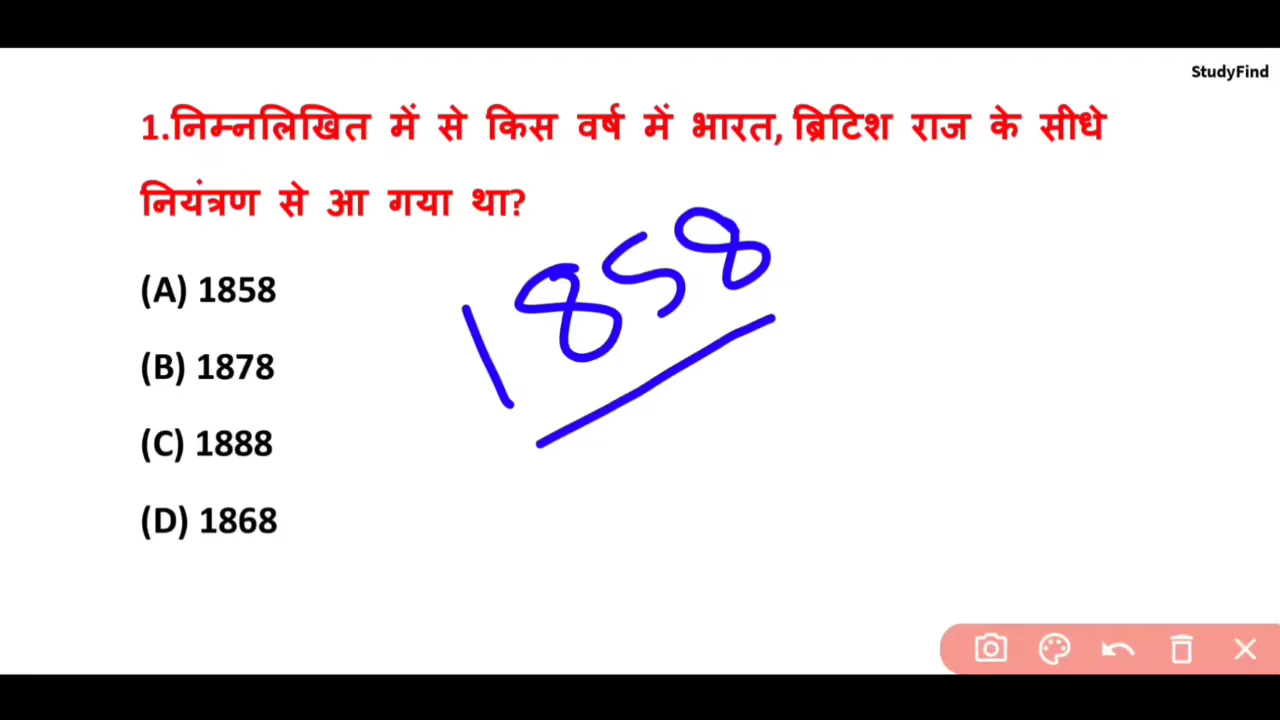 StudyFind
1.निम्नलिखित में से किस वर्ष में भारत, ब्रिटिश राज के सीधे
नियंत्रण से आ गया था?
1858
(A) 1858
(B) 1878
(C) 1888
(D) 1868